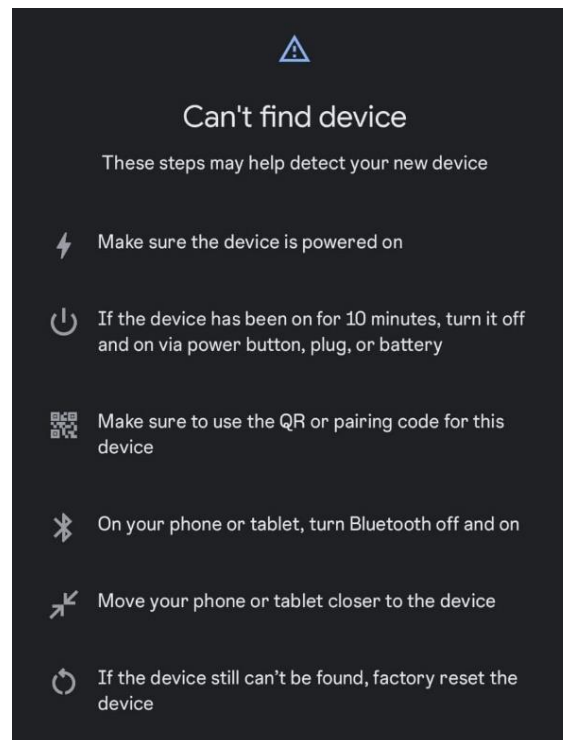 Can't find device
These steps may help detect your new device
Make sure the device is powered on
If the device has been on for 10 minutes, turn it off
and on via power button, plug, or battery
Make sure to use the QR or pairing code for this
device
On your phone or tablet, turn Bluetooth off and on
Move your phone or tablet closer to the device
If the device still can’t be found, factory reset the
device